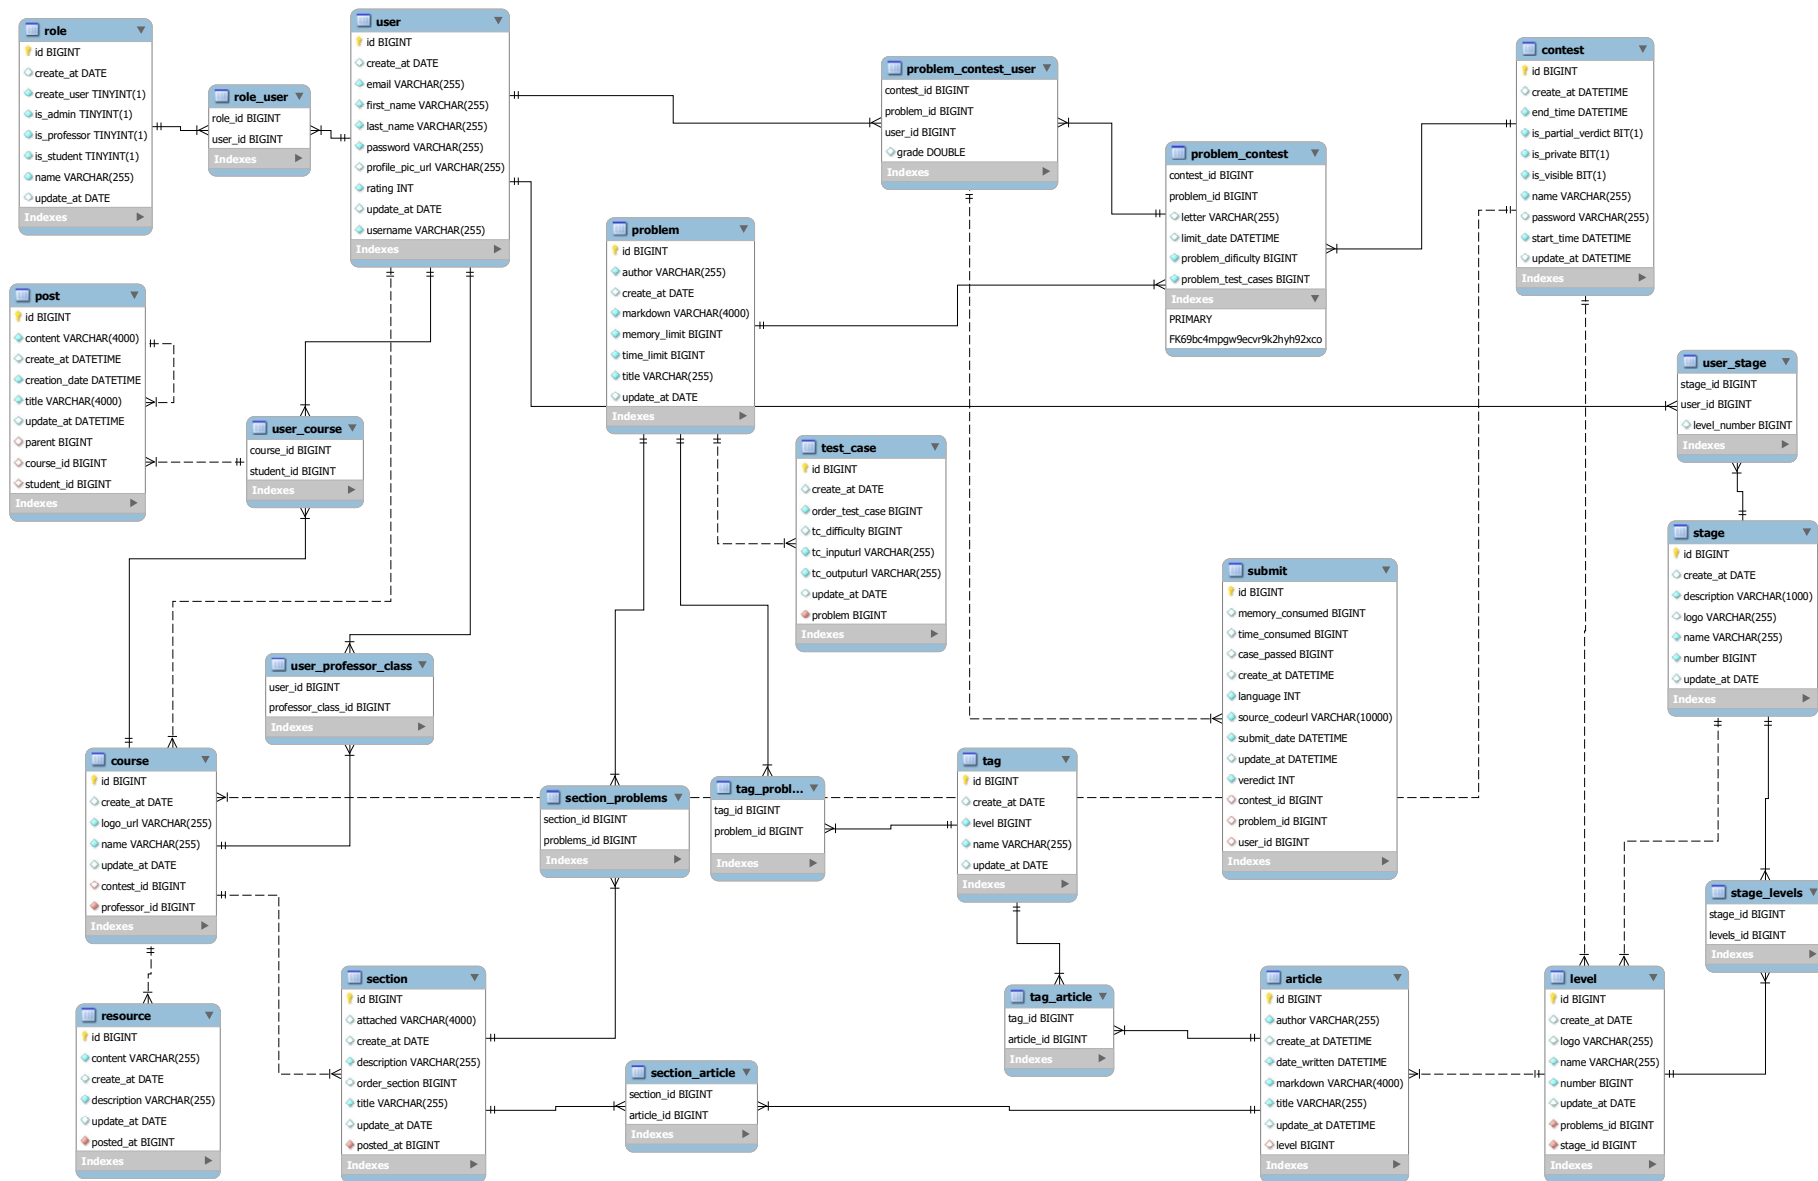 role
id BIGINT
create_at DATE
create_user TINYINT(1)
is_admin TINYINT(1)
is_professor TINYINT(1)
is_student TINYINT(1)
name VARCHAR(255)
update_at DATE
Indexes
role_user
role_id BIGINT
user_id BIGINT
Indexes
user
id BIGINT
create_at DATE
email VARCHAR(255)
first_name VARCHAR(255)
last_name VARCHAR(255)
password VARCHAR(255)
profile_pic_url VARCHAR(255)
rating INT
update_at DATE
username VARCHAR(255)
Indexes
problem_contest_user
contest_id BIGINT
problem_id BIGINT
user_id BIGINT
grade DOUBLE
Indexes
problem_contest
contest_id BIGINT
problem_id BIGINT
letter VARCHAR(255)
limit_date DATETIME
problem_dificulty BIGINT
problem_test_cases BIGINT
Indexes
PRIMARY
FK69bc4mpgw9ecvr9k2hyh92xco
contest
id BIGINT
create_at DATETIME
end_time DATETIME
is_partial_verdict BIT(1)
is_private BIT(1)
is_visible BIT(1)
name VARCHAR(255)
password VARCHAR(255)
start_time DATETIME
update_at DATETIME
Indexes
problem
id BIGINT
author VARCHAR(255)
create_at DATE
markdown VARCHAR(4000)
memory_limit BIGINT
time_limit BIGINT
title VARCHAR(255)
update_at DATE
Indexes
post
id BIGINT
content VARCHAR(4000)
create_at DATETIME
creation_date DATETIME
title VARCHAR(4000)
update_at DATETIME
parent BIGINT
course_id BIGINT
student_id BIGINT
Indexes
user_course
course_id BIGINT
student_id BIGINT
Indexes
user_stage
stage_id BIGINT
user_id BIGINT
level_number BIGINT
Indexes
test_case
id BIGINT
create_at DATE
order_test_case BIGINT
tc_difficulty BIGINT
tc_inputurl VARCHAR(255)
tc_outputurl VARCHAR(255)
update_at DATE
problem BIGINT
Indexes
stage
id BIGINT
create_at DATE
description VARCHAR(1000)
logo VARCHAR(255)
name VARCHAR(255)
number BIGINT
update_at DATE
Indexes
submit
id BIGINT
memory_consumed BIGINT
time_consumed BIGINT
case_passed BIGINT
create_at DATETIME
language INT
source_codeurl VARCHAR(10000)
submit_date DATETIME
update_at DATETIME
veredict INT
contest_id BIGINT
problem_id BIGINT
user_id BIGINT
Indexes
user_professor_class
user_id BIGINT
professor_class_id BIGINT
Indexes
course
id BIGINT
create_at DATE
logo_url VARCHAR(255)
name VARCHAR(255)
update_at DATE
contest_id BIGINT
professor_id BIGINT
Indexes
section_problems
section_id BIGINT
problems_id BIGINT
Indexes
tag_probl...
tag_id BIGINT
problem_id BIGINT
Indexes
tag
id BIGINT
create_at DATE
level BIGINT
name VARCHAR(255)
update_at DATE
Indexes
stage_levels
stage_id BIGINT
levels_id BIGINT
Indexes
resource
id BIGINT
content VARCHAR(255)
create_at DATE
description VARCHAR(255)
update_at DATE
posted_at BIGINT
Indexes
section
id BIGINT
attached VARCHAR(4000)
create_at DATE
description VARCHAR(255)
order_section BIGINT
title VARCHAR(255)
update_at DATE
posted_at BIGINT
Indexes
section_article
section_id BIGINT
article_id BIGINT
Indexes
tag_article
tag_id BIGINT
article_id BIGINT
Indexes
article
id BIGINT
author VARCHAR(255)
create_at DATETIME
date_written DATETIME
markdown VARCHAR(4000)
title VARCHAR(255)
update_at DATETIME
level BIGINT
Indexes
level
id BIGINT
create_at DATE
logo VARCHAR(255)
name VARCHAR(255)
number BIGINT
update_at DATE
problems_id BIGINT
stage_id BIGINT
Indexes